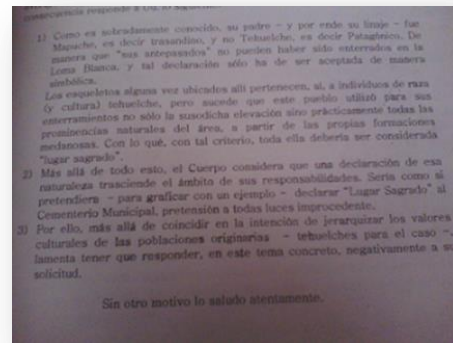 consecuencia responde a Ud. lo siguiente:
1) Como es sobradamente conocido, su padre - y por ende su linaje - fue
Mapuche, es decir trasandino, y no Tehuelche, es decir Patagónico. De
manera que "sus antepasados" no pueden haber sido enterrados en la
Loma Blanca, y tal declaración sólo ha de ser aceptada de manera
simbólica.
Los esqueletos alguna vez ubicados allí pertenecen, sí, a individuos de raza
(y cultura) tehuelche, pero sucede que este pueblo utilizó para sus
enterramientos no sólo la susodicha elevación sino prácticamente todas las
prominencias naturales del área, a partir de las propias formaciones
medanosas. Con lo qué, con tal criterio, toda ella debería ser considerada
"lugar sagrado".
2) Más allá de todo esto, el Cuerpo considera que una declaración de esa
naturaleza trasciende el ámbito de sus responsabilidades. Sería como si
pretendiera - para graficar con un ejemplo - declarar "Lugar Sagrado" al
Cementerio Municipal, pretensión a todas luces improcedente.
3) Por ello, más allá de coincidir en la intención de jerarquizar los valores
culturales de las poblaciones originarias - tehuelches para el caso -,
lamenta tener que responder, en este tema concreto, negativamente a su
solicitud.
Sin otro motivo lo saludo atentamente.